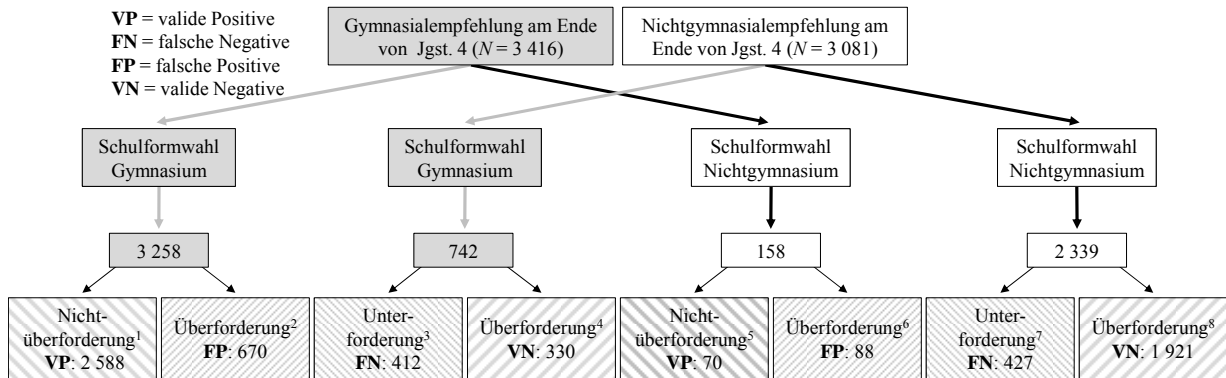 VP = valide Positive
FN = falsche Negative
FP = falsche Positive
VN = valide Negative
Gymnasialempfehlung am Ende
von Jgst. 4 (N = 3 416)
Nichtgymnasialempfehlung am
Ende von Jgst. 4 (N = 3 081)
Schulformwahl
Gymnasium
Schulformwahl
Gymnasium
Schulformwahl
Nichtgymnasium
Schulformwahl
Nichtgymnasium
3 258
742
158
2 339
Nicht-
überforderung¹
VP: 2 588
Überforderung²
FP: 670
Unter-
forderung³
FN: 412
Überforderung⁴
VN: 330
Nicht-
überforderung⁵
VP: 70
Überforderung⁶
FP: 88
Unter-
forderung⁷
FN: 427
Überforderung⁸
VN: 1 921